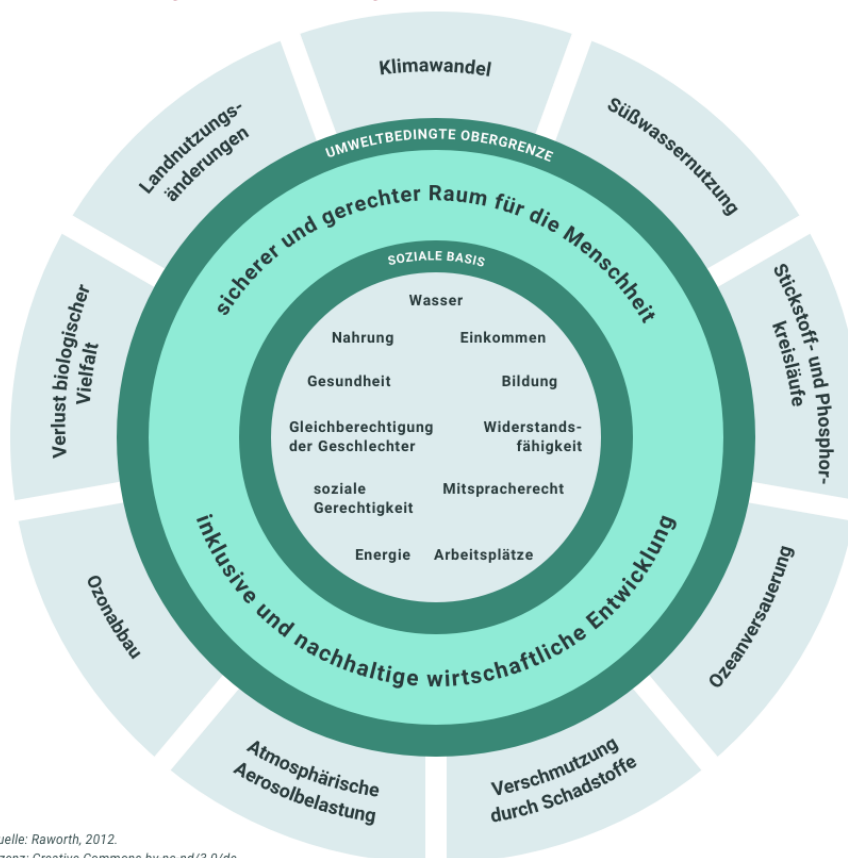 Klimawandel
Süßwassernutzung
Stickstoff- und Phosphor-
kreisläufe
Ozeanversauerung
Verschmutzung
durch Schadstoffe
Atmosphärische
Aerosolbelastung
Ozonabbau
Verlust biologischer
Vielfalt
Landnutzungs-
änderungen
UMWELTBEDINGTE OBERGRENZE
sicherer und gerechter Raum für die Menschheit
SOZIALE BASIS
Wasser
Nahrung
Einkommen
Gesundheit
Bildung
Gleichberechtigung
der Geschlechter
Widerstands-
fähigkeit
soziale
Gerechtigkeit
Mitspracherecht
Energie
Arbeitsplätze
inklusive und nachhaltige wirtschaftliche Entwicklung
uelle: Raworth, 2012.